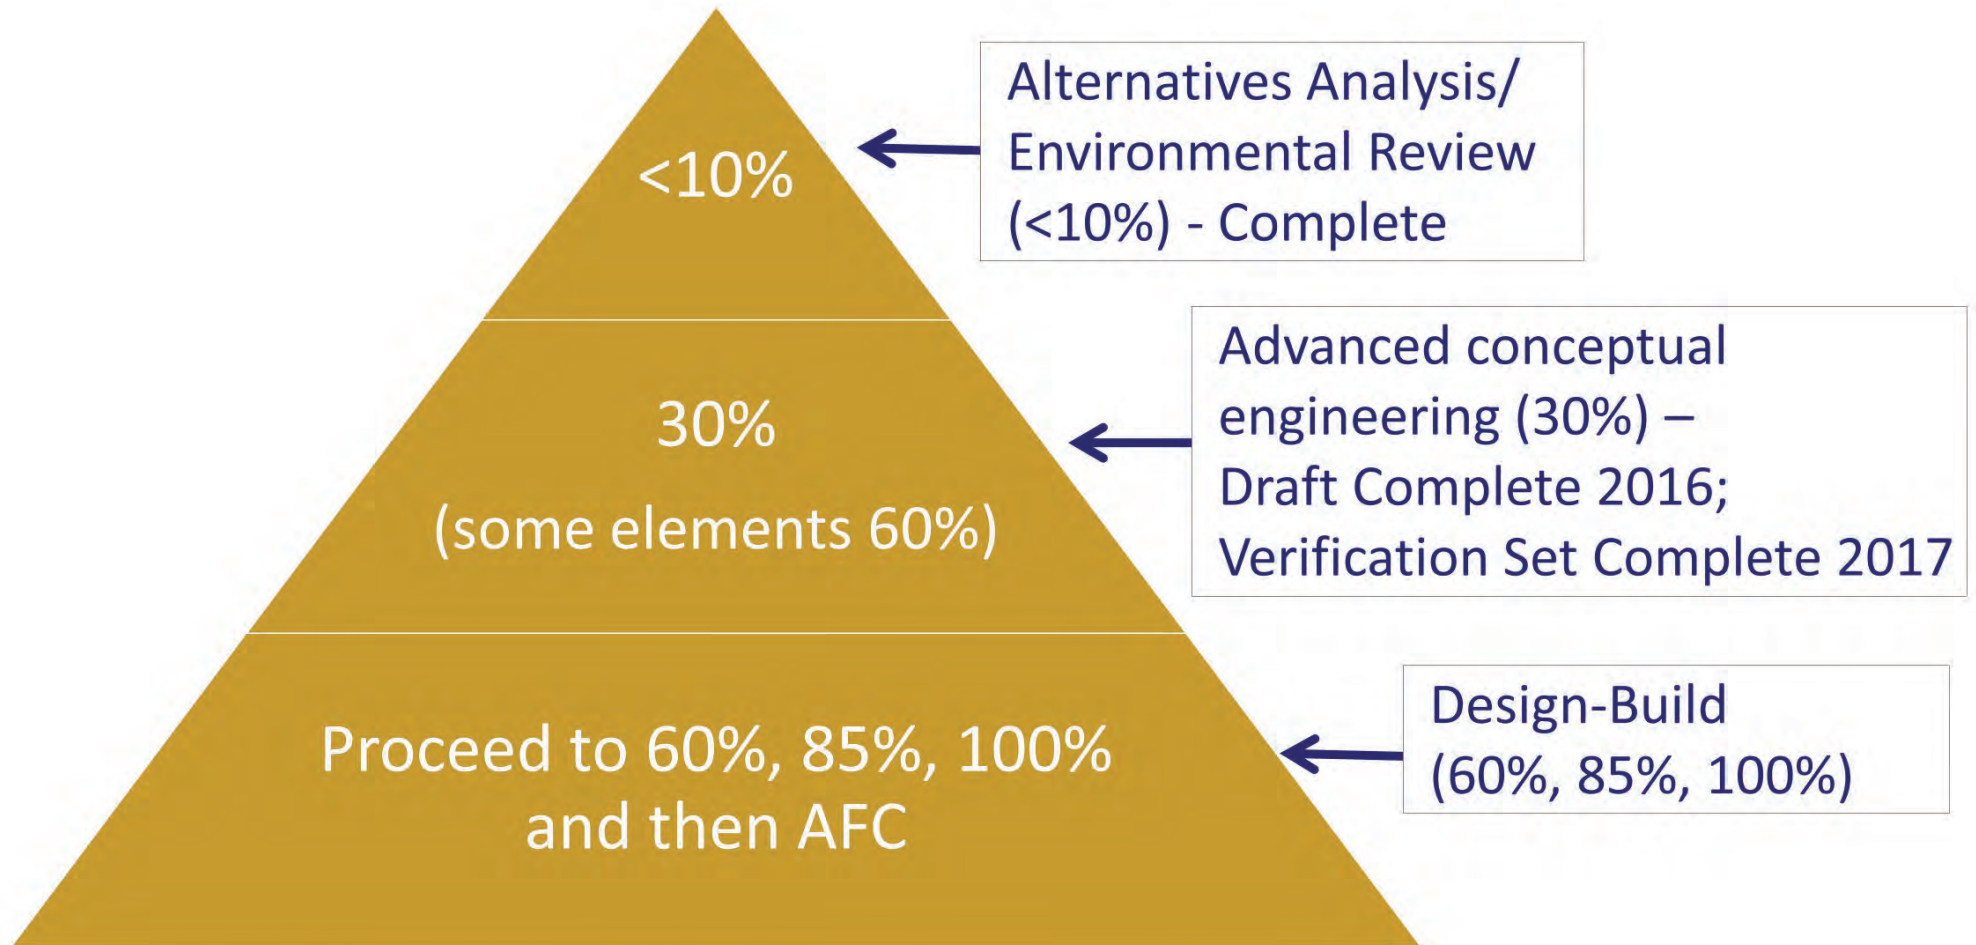 <10%
Alternatives Analysis/
Environmental Review
(<10%) - Complete
30%
(some elements 60%)
Advanced conceptual
engineering (30%) –
Draft Complete 2016;
Verification Set Complete 2017
Proceed to 60%, 85%, 100%
and then AFC
Design-Build
(60%, 85%, 100%)